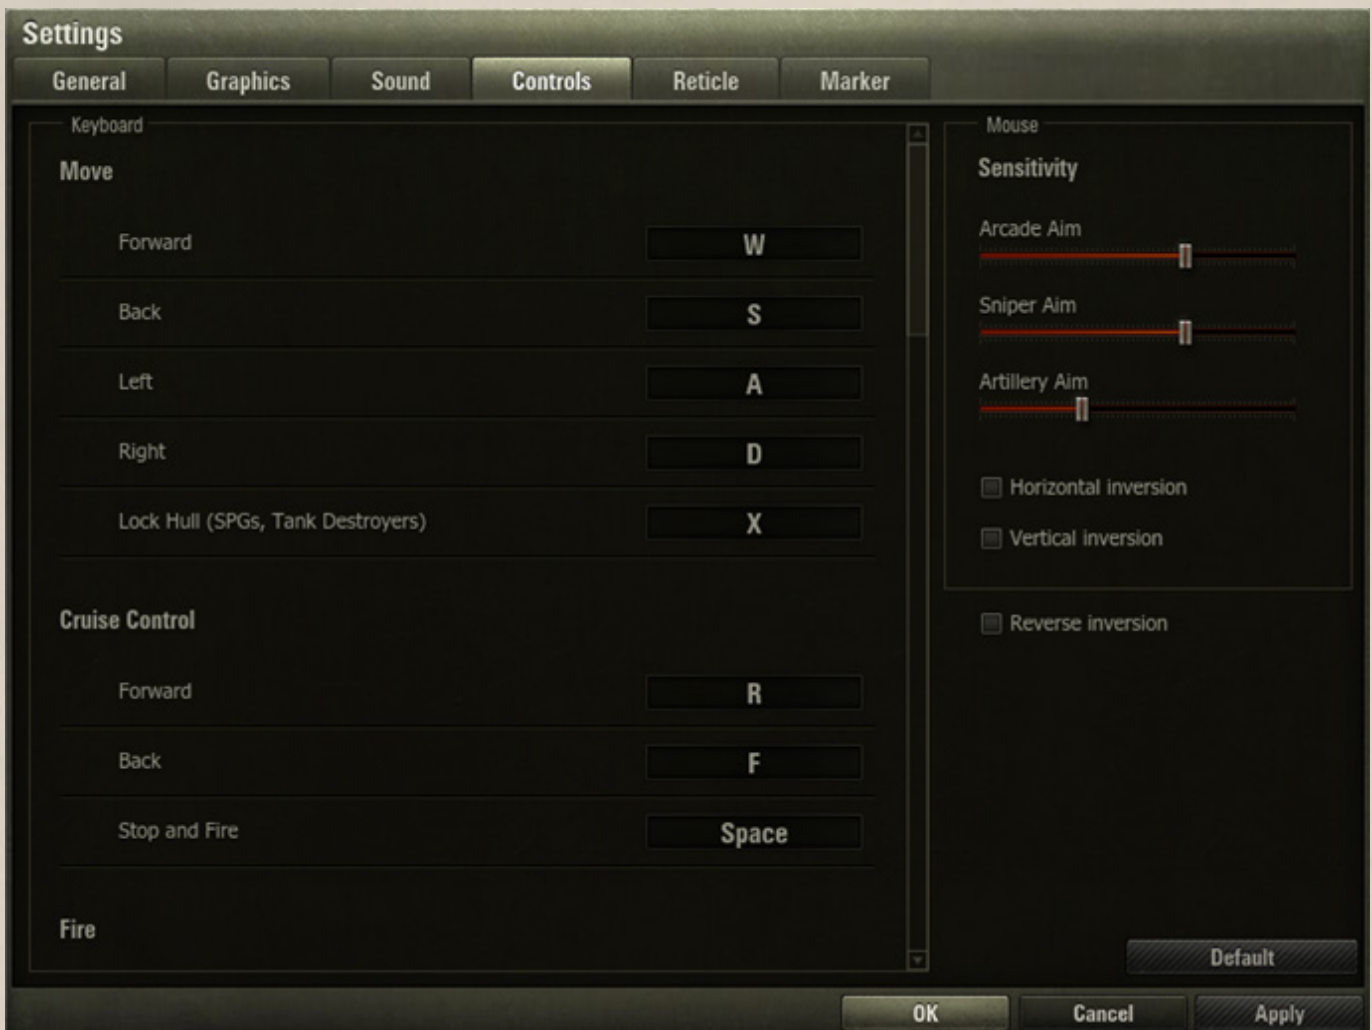 Settings
General Graphics Sound Controls Reticle Marker
Keyboard
Move
Forward W
Back S
Left A
Right D
Lock Hull (SPGs, Tank Destroyers) X
Cruise Control
Forward R
Back F
Stop and Fire Space
Fire
Mouse
Sensitivity
Arcade Aim
Sniper Aim
Artillery Aim
Horizontal inversion
Vertical inversion
Reverse inversion
Default
OK Cancel Apply